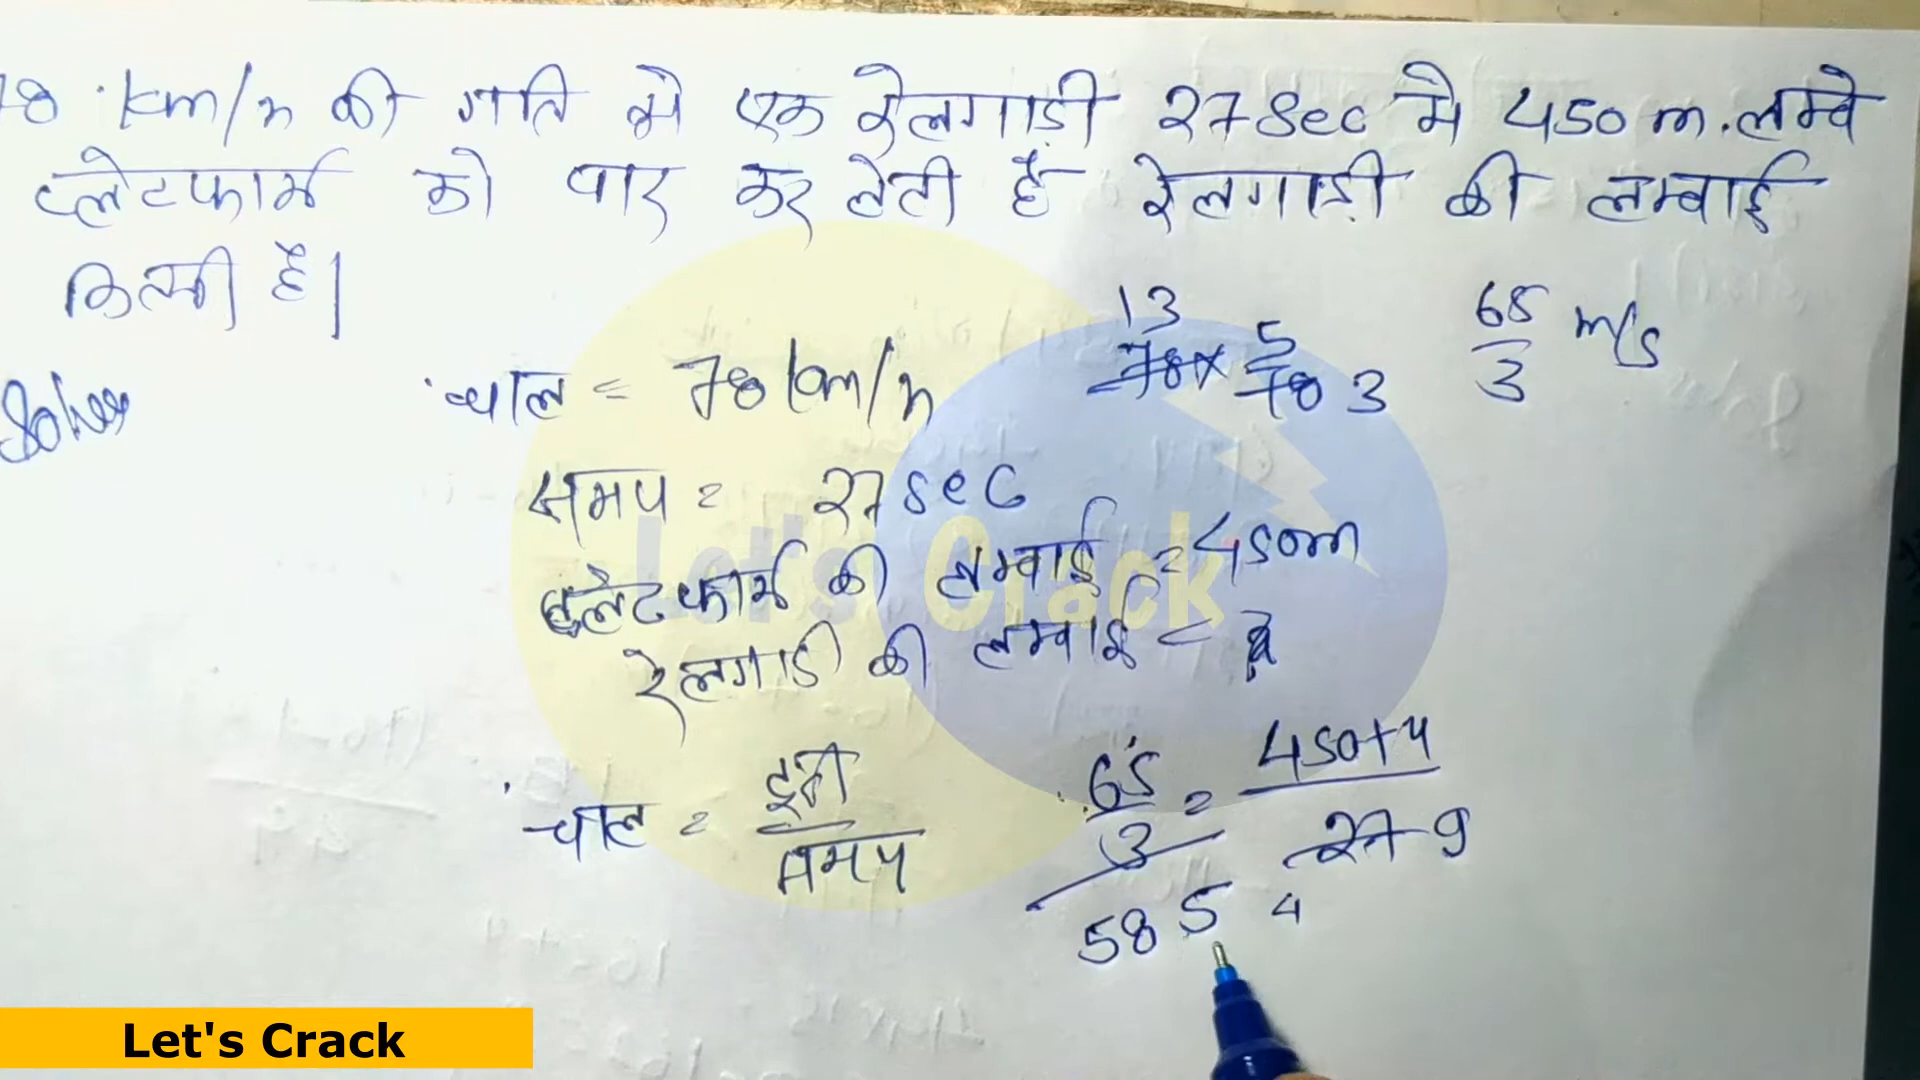 78 km/h की गति से एक रेलगाड़ी 27 Sec मे 450 m. लम्बे
प्लेटफार्म को पार कर लेती है रेलगाड़ी की लम्बाई
कितनी है।
चाल = 78 km/h
13
78 × 5
18 3
65 m/s
3
समय = 27 sec
प्लेटफार्म की लम्बाई = 450m
रेलगाड़ी की लम्बाई =
चाल = दूरी
समय
65 = 450+4
3 27 9
585 4
Let's Crack
Let's Crack